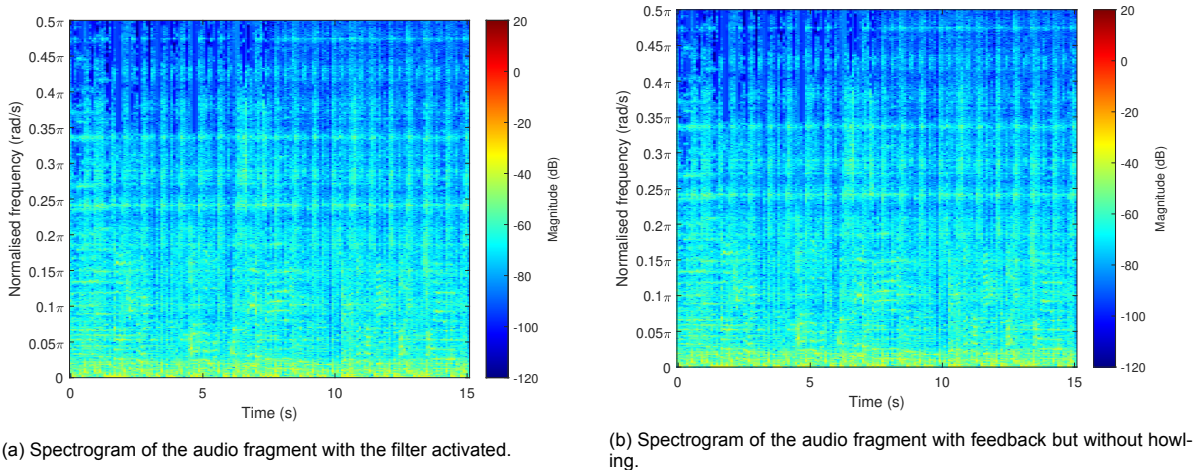 0.5π
0.45π
0.4π
0.35π
0.3π
0.25π
0.2π
0.15π
0.1π
0.05π
0
Normalised frequency (rad/s)
0 5 10 15
Time (s)
20
0
-20
-40
-60
-80
-100
-120
Magnitude (dB)
(a) Spectrogram of the audio fragment with the filter activated.
0.5π
0.45π
0.4π
0.35π
0.3π
0.25π
0.2π
0.15π
0.1π
0.05π
0
Normalised frequency (rad/s)
0 5 10 15
Time (s)
20
0
-20
-40
-60
-80
-100
-120
Magnitude (dB)
(b) Spectrogram of the audio fragment with feedback but without howl-
ing.